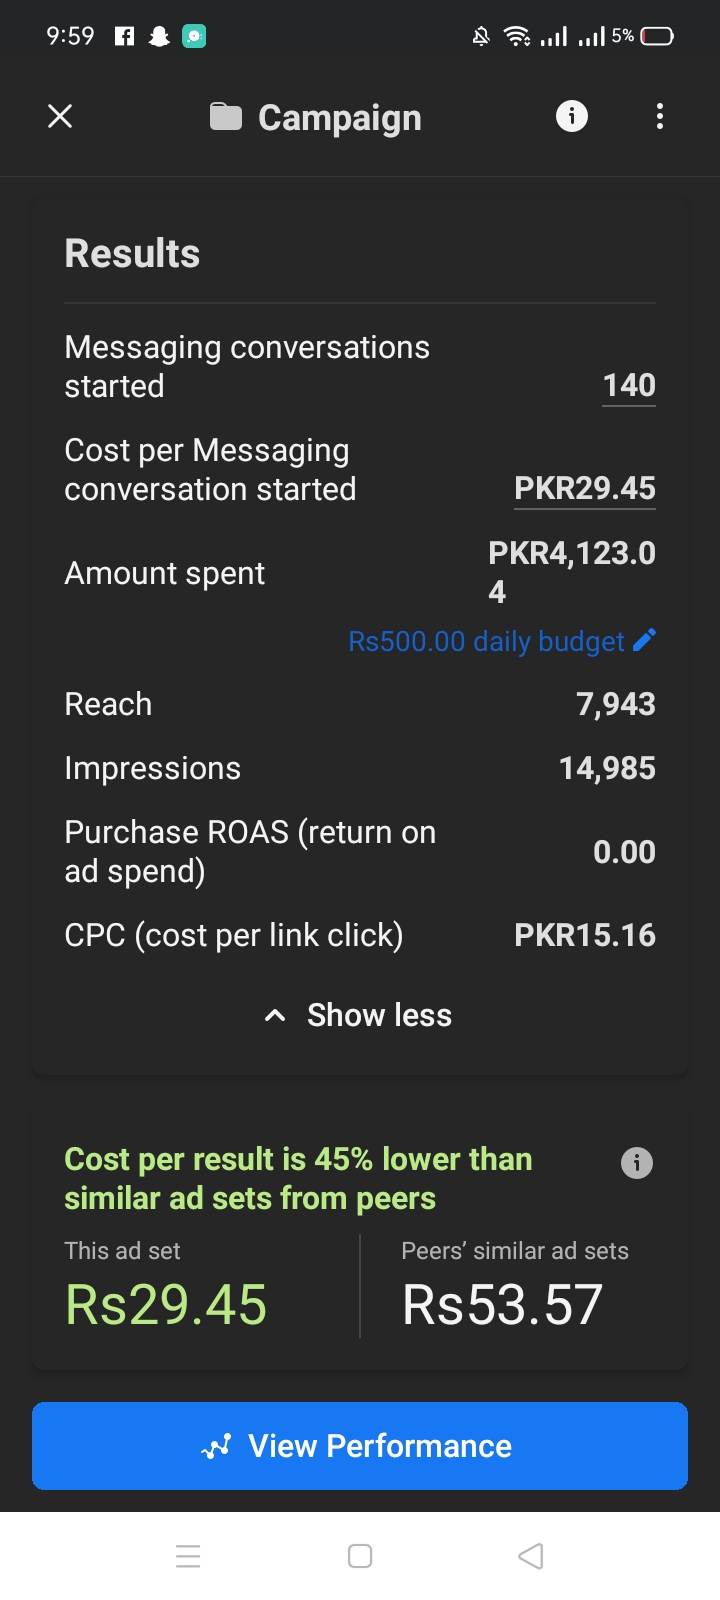 9:59
5%
Campaign
Results
Messaging conversations
started
140
Cost per Messaging
conversation started
PKR29.45
Amount spent
PKR4,123.0
4
Rs500.00 daily budget
Reach
7,943
Impressions
14,985
Purchase ROAS (return on
ad spend)
0.00
CPC (cost per link click)
PKR15.16
Show less
Cost per result is 45% lower than
similar ad sets from peers
This ad set
Rs29.45
Peers’ similar ad sets
Rs53.57
View Performance